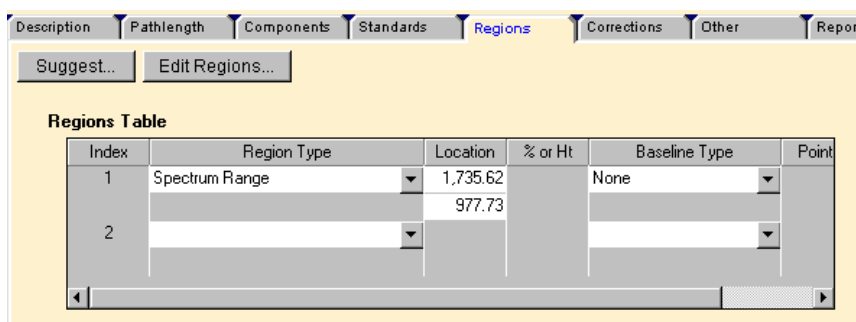 Description Pathlength Components Standards Regions Corrections Other Repor
Suggest... Edit Regions...
Regions Table
Index Region Type Location % or Ht Baseline Type Point
1 Spectrum Range 1,735.62 None
977.73
2